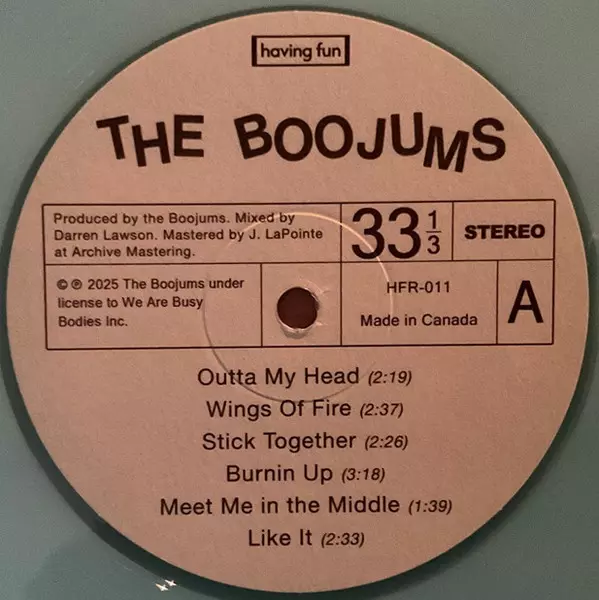 having fun
THE BOOJUMS
Produced by the Boojums. Mixed by
Darren Lawson. Mastered by J. LaPointe
at Archive Mastering.
33 1/3
STEREO
© ℗ 2025 The Boojums under
license to We Are Busy
Bodies Inc.
HFR-011
Made in Canada
A
Outta My Head (2:19)
Wings Of Fire (2:37)
Stick Together (2:26)
Burnin Up (3:18)
Meet Me in the Middle (1:39)
Like It (2:33)